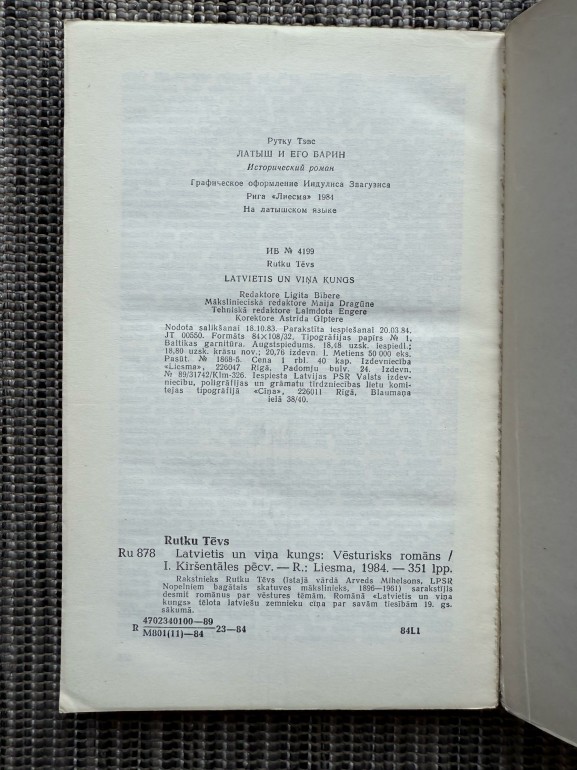 Рутку Тэвс
ЛАТЫШ И ЕГО БАРИН
Исторический роман
Графическое оформление Индулиса Звагузиса
Рига «Лиесма» 1984
На латышском языке
ИБ № 4199
Rutku Tēvs
LATVIETIS UN VIŅA KUNGS
Redaktore Ligita Bibere
Mākslinieciskā redaktore Maija Dragūne
Tehniskā redaktore Laimdota Engere
Korektore Astrīda Ģiptere
Nodota salikšanai 18.10.83. Parakstīta iespiešanai 20.03.84.
JT 00550. Formāts 84×108/32. Tipogrāfijas papīrs № 1.
Baltikas garnitūra. Augstspiedums. 18,48 uzsk. iespiedl.;
18,80 uzsk. krāsu nov.; 20,76 izdevn. l. Metiens 50 000 eks.
Pasūt. № 1868-5. Cena 1 rbl. 40 kap. Izdevniecība
«Liesma», 226047 Rīgā, Padomju bulv. 24. Izdevn.
№ 89/31742/Klm-326. Iespiesta Latvijas PSR Valsts izdev-
niecību, poligrāfijas un grāmatu tirdzniecības lietu komi-
tejas tipogrāfijā «Cīņa», 226011 Rīgā, Blaumaņa
ielā 38/40.
Rutku Tēvs
Ru 878 Latvietis un viņa kungs: Vēsturisks romāns /
I. Kiršentāles pēcv. — R.: Liesma, 1984. — 351 lpp.
Rakstnieks Rutku Tēvs (īstajā vārdā Arveds Mihelsons, LPSR
Nopelniem bagātais skatuves mākslinieks, 1896—1961) sarakstījis
desmit romānus par vēstures tēmām. Romānā «Latvietis un viņa
kungs» tēlota latviešu zemnieku cīņa par savām tiesībām 19. gs.
sākumā.
R 4702340100—89
M801(11)—84 23—84 84L1